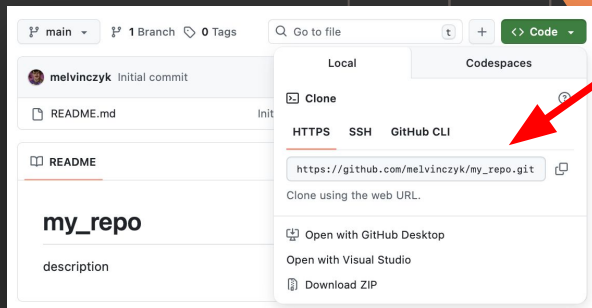 main
1 Branch
0 Tags
Go to file
t
Code
melvinczyk Initial commit
README.md
Init
README
my_repo
description
Local
Codespaces
Clone
HTTPS SSH GitHub CLI
https://github.com/melvinczyk/my_repo.git
Clone using the web URL.
Open with GitHub Desktop
Open with Visual Studio
Download ZIP